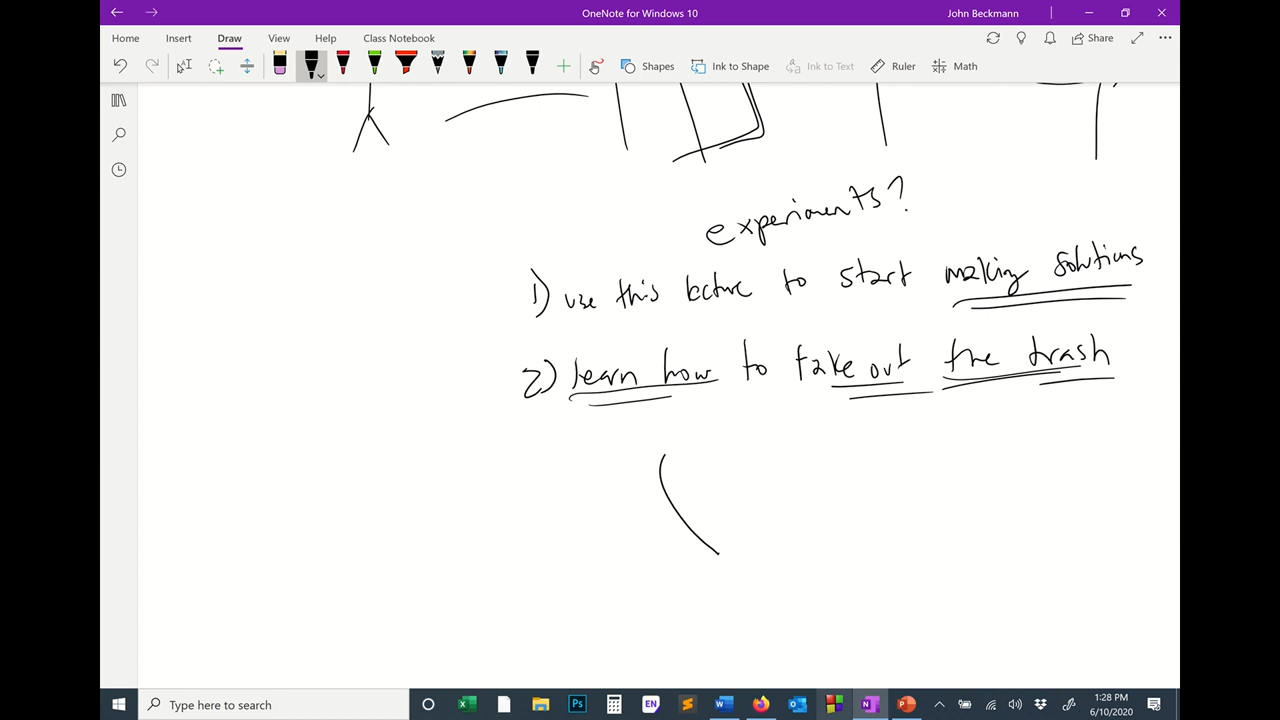 OneNote for Windows 10
John Beckmann
Home Insert Draw View Help Class Notebook
Share
Shapes Ink to Shape Ink to Text Ruler Math
experiments?
1) use this lecture to start making solutions
2) learn how to take out the trash
Type here to search
EN
1:28 PM
6/10/2020